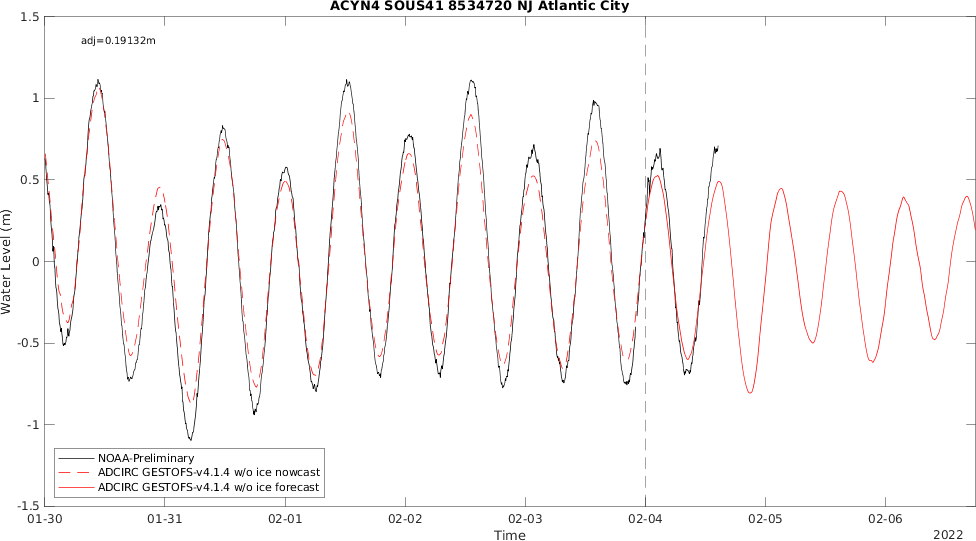 ACYN4 SOUS41 8534720 NJ Atlantic City
adj=0.19132m
1.5
1
0.5
0
-0.5
-1
-1.5
Water Level (m)
NOAA-Preliminary
ADCIRC GESTOFS-v4.1.4 w/o ice nowcast
ADCIRC GESTOFS-v4.1.4 w/o ice forecast
01-30 01-31 02-01 02-02 02-03 02-04 02-05 02-06
Time
2022